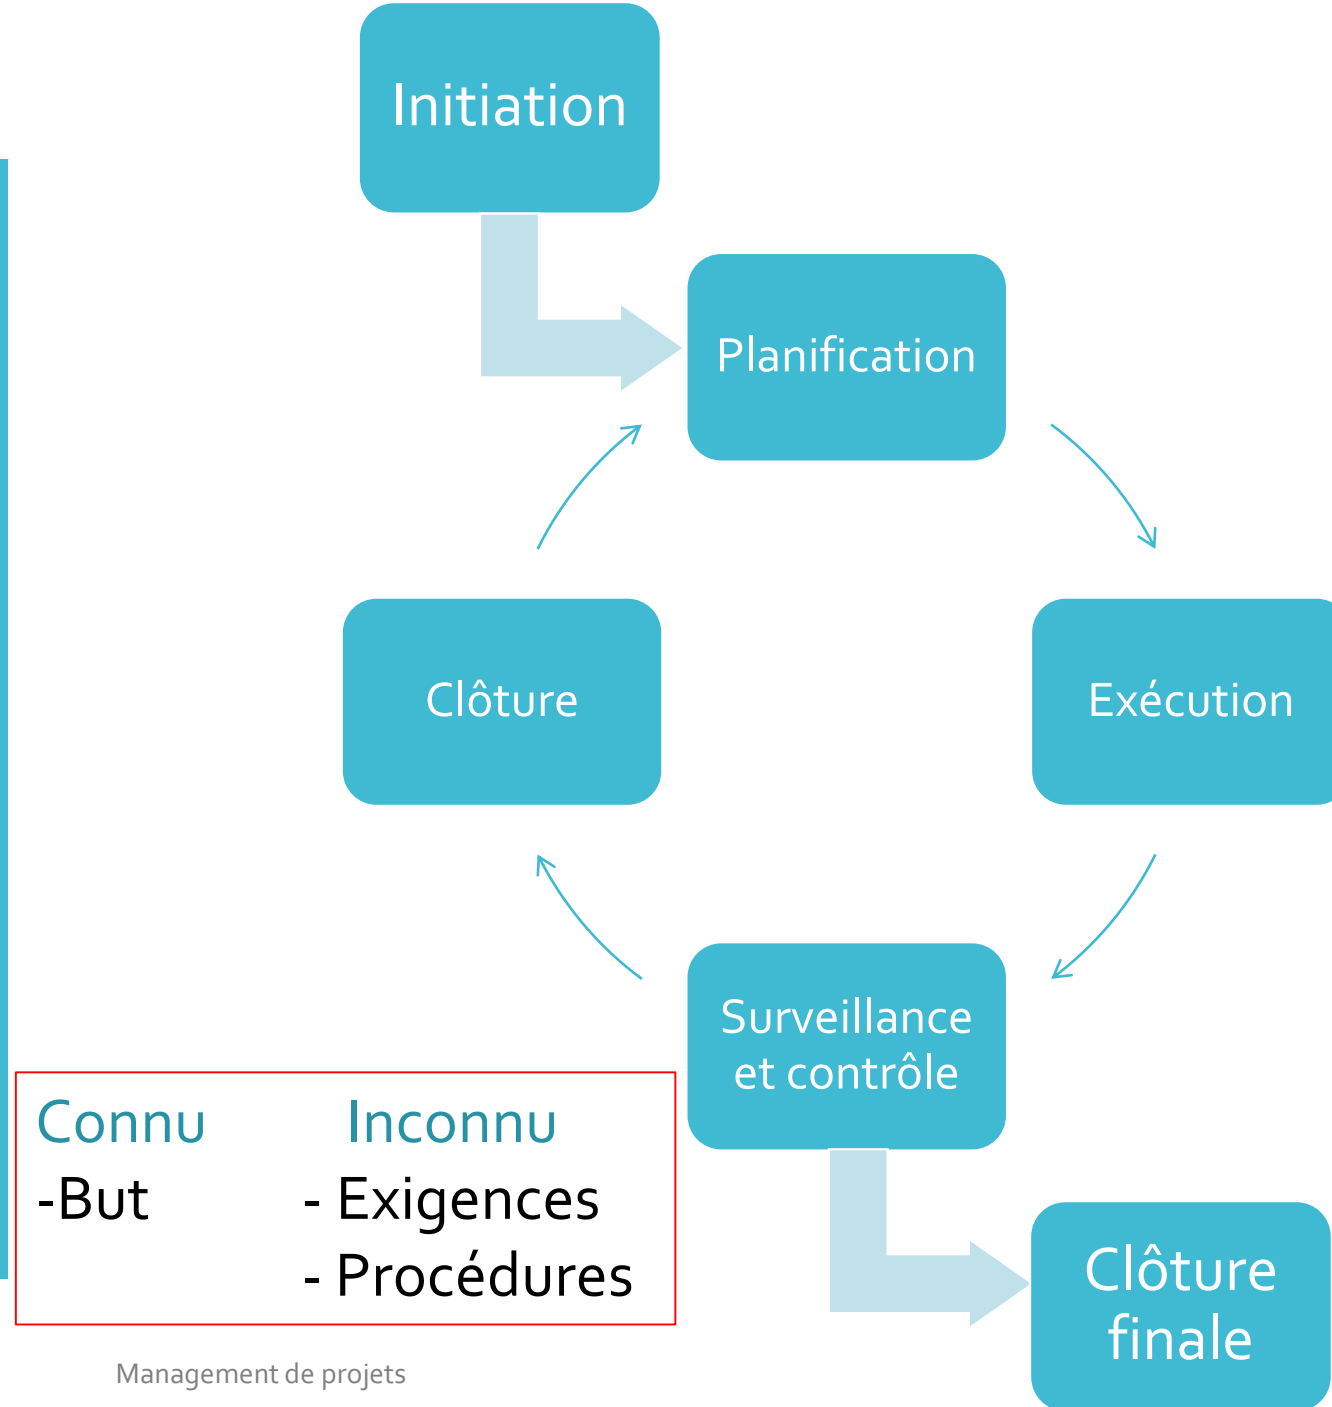 Initiation
Planification
Clôture
Exécution
Surveillance
et contrôle
Connu Inconnu
-But - Exigences
- Procédures
Clôture
finale
Management de projets